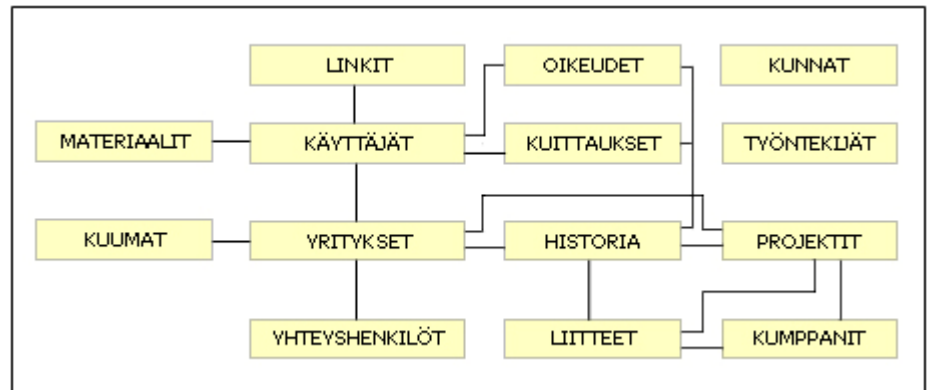 LINKIT
OIKEUDET
KUNNAT
MATERIAALIT
KÄYTTÄJÄT
KUITTAUKSET
TYÖNTEKIJÄT
KUUMAT
YRITYKSET
HISTORIA
PROJEKTIT
YHTEYSHENKILÖT
LIITTEET
KUMPPANIT